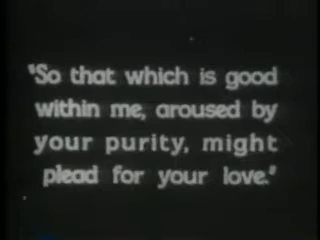 "So that which is good
within me, aroused by
your purity, might
plead for your love."